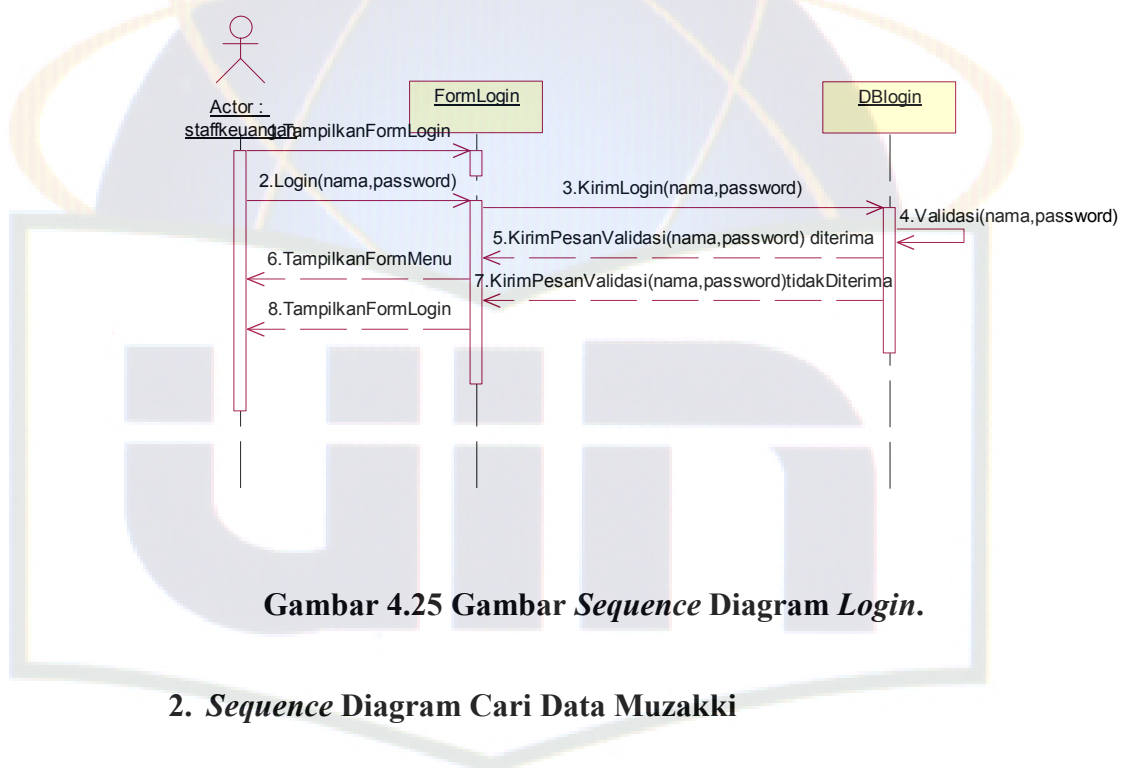 Actor :
staffkeuangan
FormLogin
DBlogin
1.TampilkanFormLogin
2.Login(nama,password)
3.KirimLogin(nama,password)
4.Validasi(nama,password)
5.KirimPesanValidasi(nama,password) diterima
6.TampilkanFormMenu
7.KirimPesanValidasi(nama,password)tidakDiterima
8.TampilkanFormLogin
uin
Gambar 4.25 Gambar Sequence Diagram Login.
2. Sequence Diagram Cari Data Muzakki